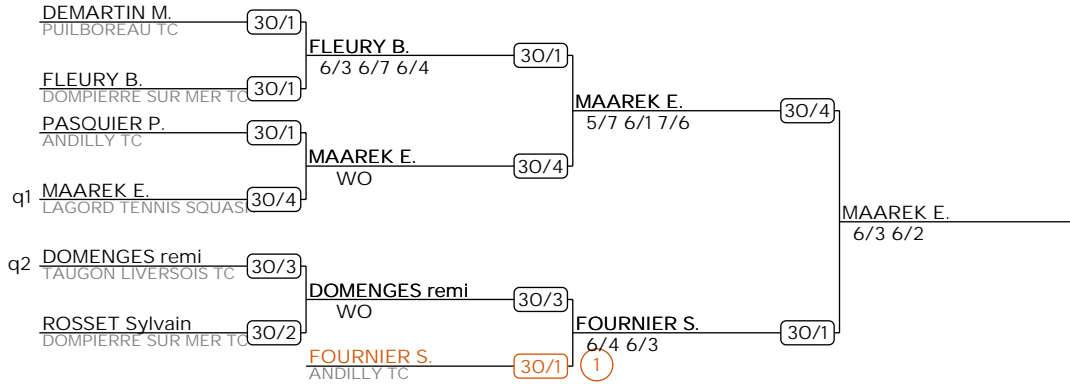 DEMARTIN M.
PUILBOREAU TC
30/1
FLEURY B.
6/3 6/7 6/4
30/1
FLEURY B.
DOMPIERRE SUR MER TC
30/1
MAAREK E.
5/7 6/1 7/6
30/4
PASQUIER P.
ANDILLY TC
30/1
MAAREK E.
WO
30/4
q1 MAAREK E.
LAGORD TENNIS SQUASH
30/4
MAAREK E.
6/3 6/2
q2 DOMENGES remi
TAUGON LIVERSOIS TC
30/3
DOMENGES remi
WO
30/3
ROSSET Sylvain
DOMPIERRE SUR MER TC
30/2
FOURNIER S.
6/4 6/3
30/1
FOURNIER S.
ANDILLY TC
30/1
1